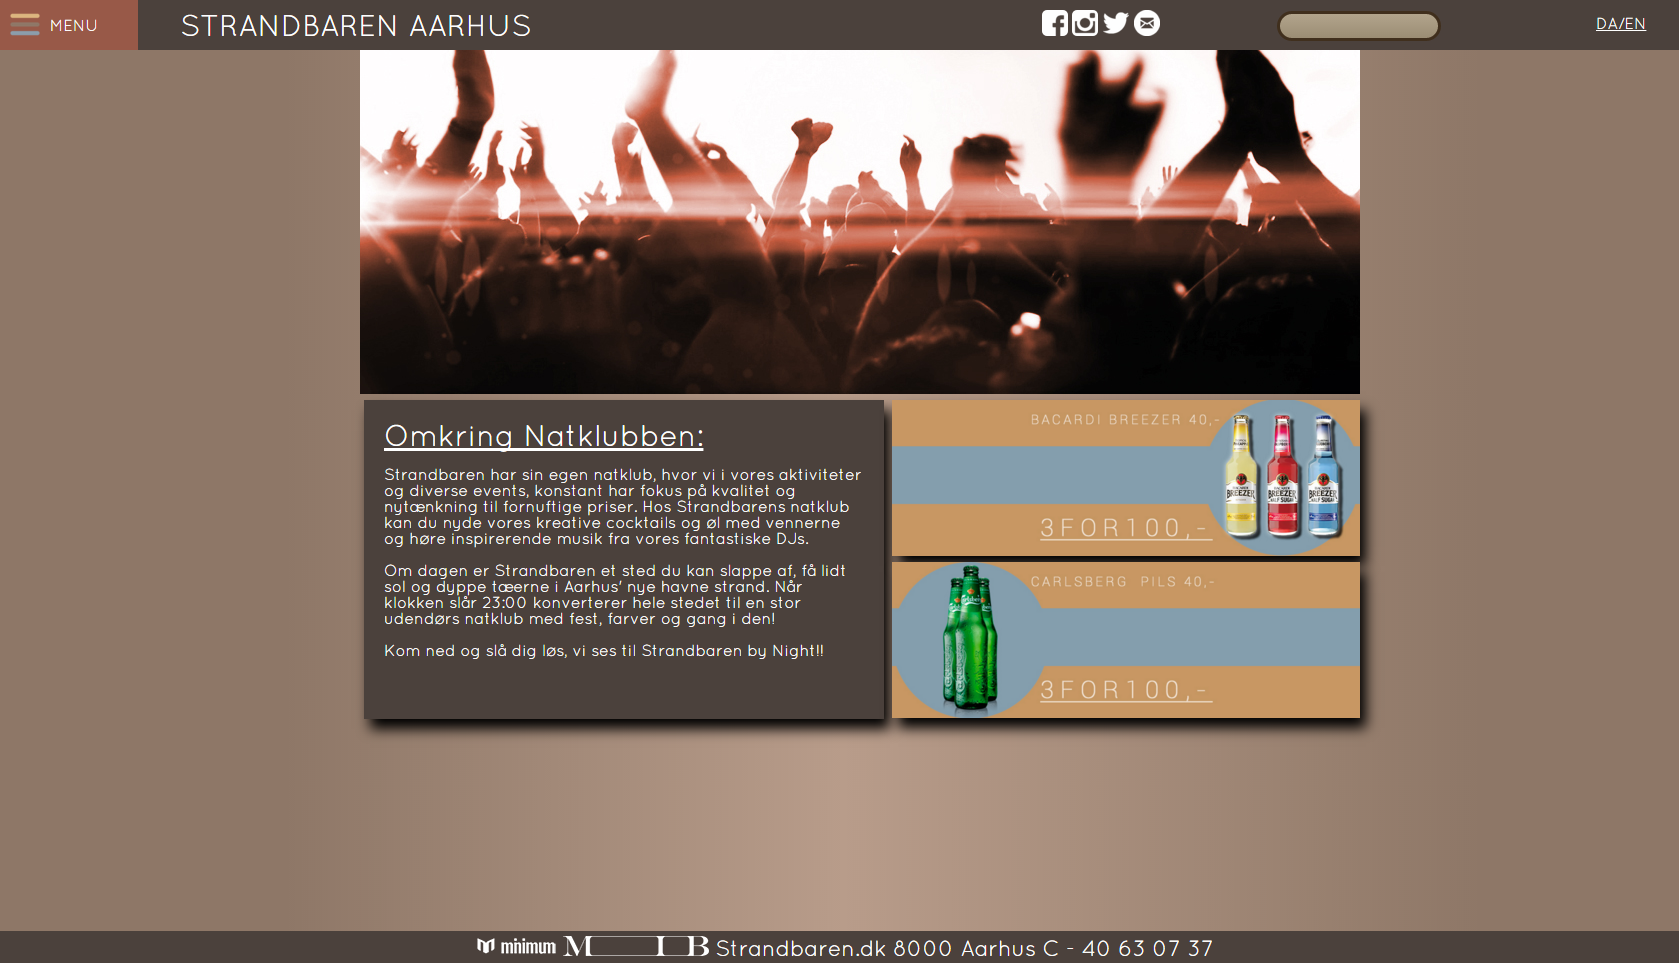 MENU
STRANDBAREN AARHUS
DA/EN
Omkring Natklubben:
Strandbaren har sin egen natklub, hvor vi i vores aktiviteter
og diverse events, konstant har fokus på kvalitet og
nytænkning til fornuftige priser. Hos Strandbarens natklub
kan du nyde vores kreative cocktails og øl med vennerne
og høre inspirerende musik fra vores fantastiske DJs.
Om dagen er Strandbaren et sted du kan slappe af, få lidt
sol og dyppe tæerne i Aarhus' nye havne strand. Når
klokken slår 23:00 konverterer hele stedet til en stor
udendørs natklub med fest, farver og gang i den!
Kom ned og slå dig løs, vi ses til Strandbaren by Night!!
BACARDI BREEZER 40,-
BREEZER BREEZER BREEZER
3FOR100,-
CARLSBERG PILS 40,-
Carlsberg
3FOR100,-
minimum M I B Strandbaren.dk 8000 Aarhus C - 40 63 07 37